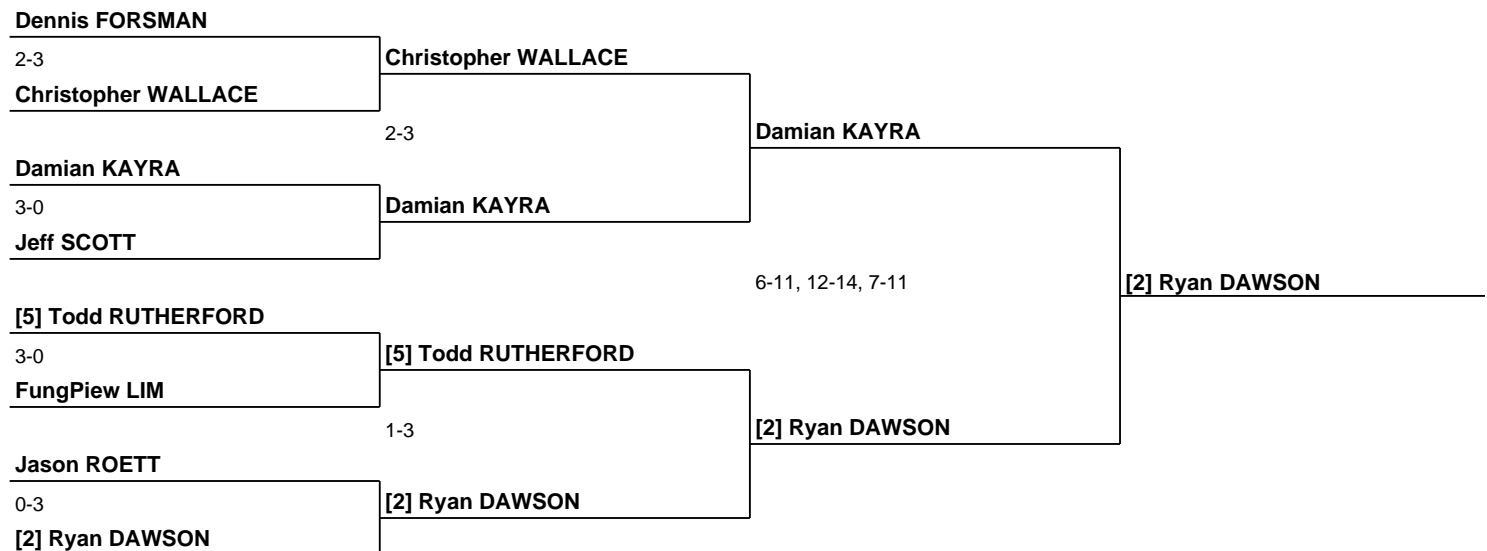 Dennis FORSMAN
2-3
Christopher WALLACE
Christopher WALLACE
2-3
Damian KAYRA
Damian KAYRA
3-0
Damian KAYRA
Jeff SCOTT
6-11, 12-14, 7-11
[2] Ryan DAWSON
[5] Todd RUTHERFORD
3-0
[5] Todd RUTHERFORD
FungPiew LIM
1-3
[2] Ryan DAWSON
Jason ROETT
0-3
[2] Ryan DAWSON
[2] Ryan DAWSON